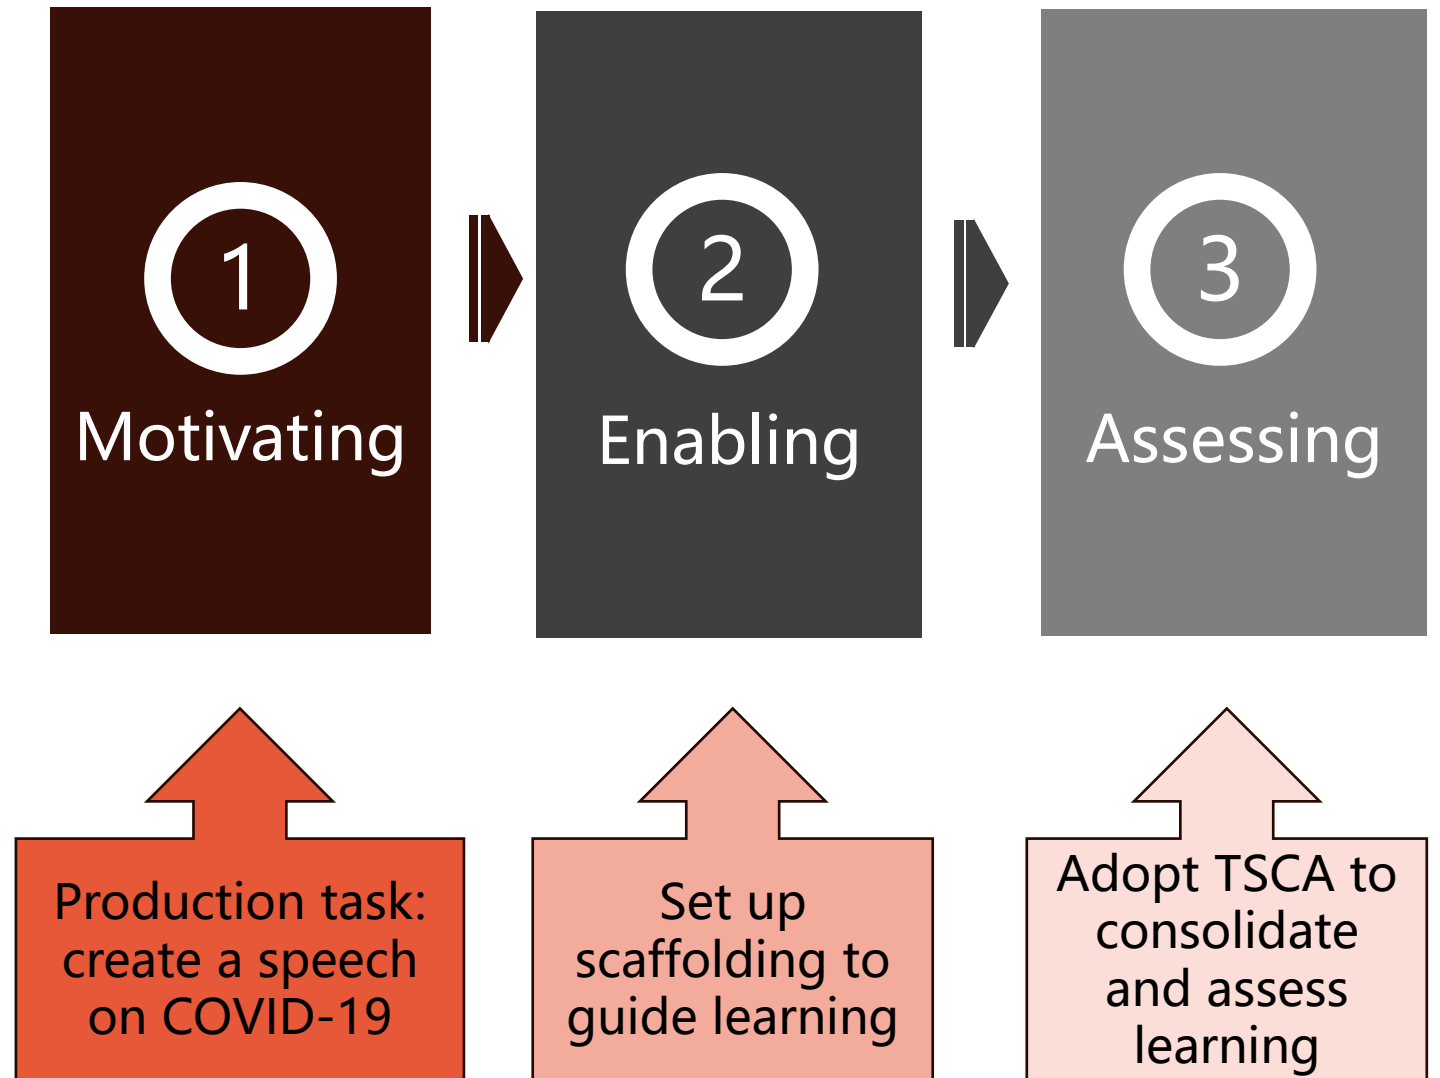 1
Motivating
2
Enabling
3
Assessing
Production task:
create a speech
on COVID-19
Set up
scaffolding to
guide learning
Adopt TSCA to
consolidate
and assess
learning